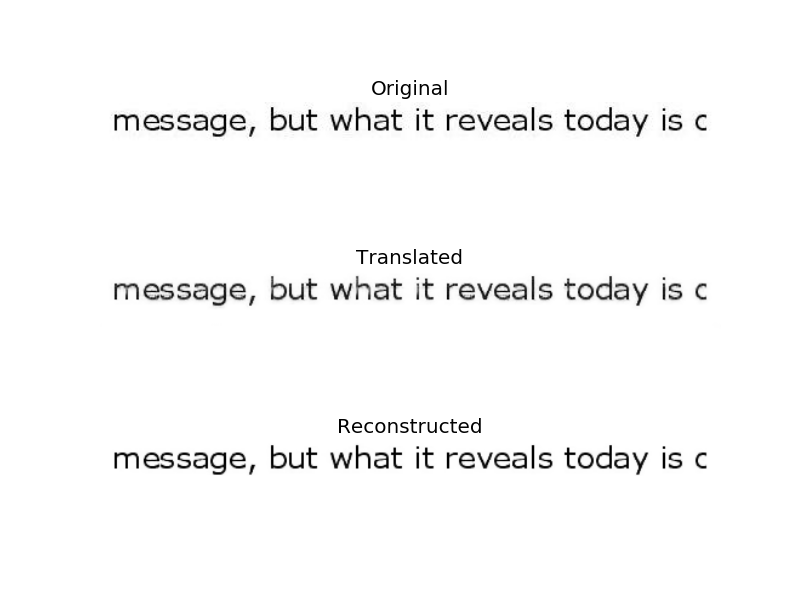 Original
message, but what it reveals today is c
Translated
message, but what it reveals today is c
Reconstructed
message, but what it reveals today is c